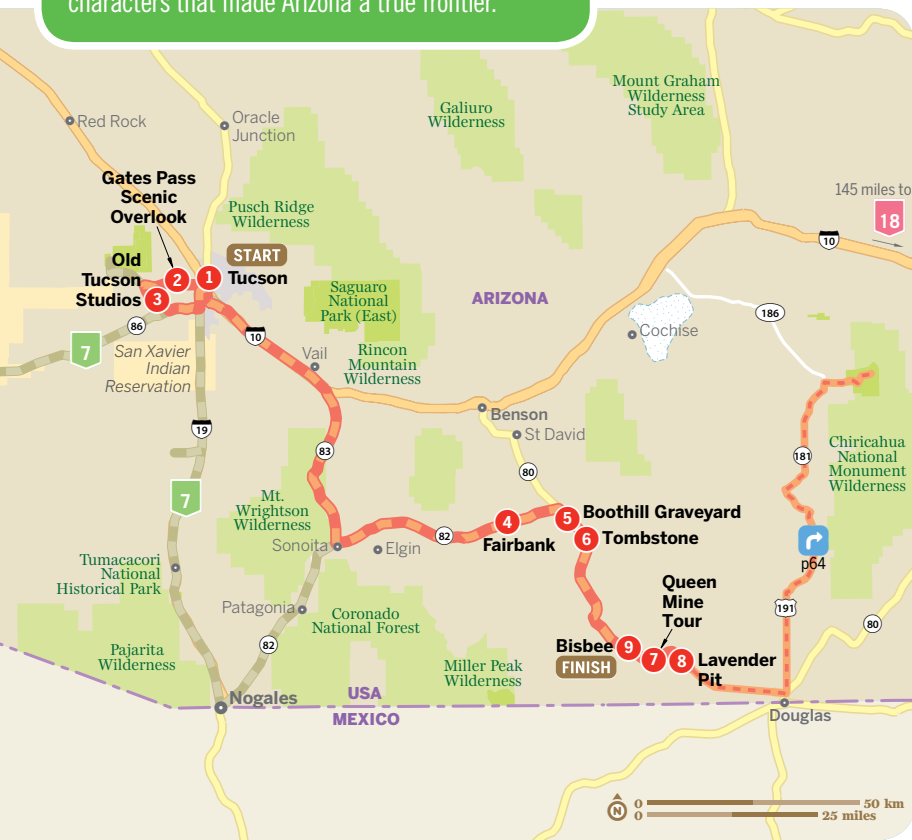 characters that made Arizona a true frontier.
Mount Graham
Wilderness
Study Area
Galiuro
Wilderness
Red Rock
Oracle
Junction
Gates Pass
Scenic
Overlook
145 miles to
18
Pusch Ridge
Wilderness
10
START
1
Tucson
2
Old
Tucson
Studios
3
Saguaro
National
Park (East)
ARIZONA
186
86
10
Cochise
7
San Xavier
Indian
Reservation
Vail
Rincon
Mountain
Wilderness
Benson
St David
19
83
80
181
Chiricahua
National
Monument
Wilderness
7
Mt.
Wrightson
Wilderness
4
Fairbank
5
Boothill Graveyard
6
Tombstone
82
Sonoita
Elgin
p64
Tumacacori
National
Historical Park
Queen
Mine
Tour
191
Patagonia
Coronado
National Forest
80
82
Bisbee
9
FINISH
7
8
Lavender
Pit
Pajarita
Wilderness
Miller Peak
Wilderness
Nogales
USA
MEXICO
Douglas
N
0
50 km
0
25 miles